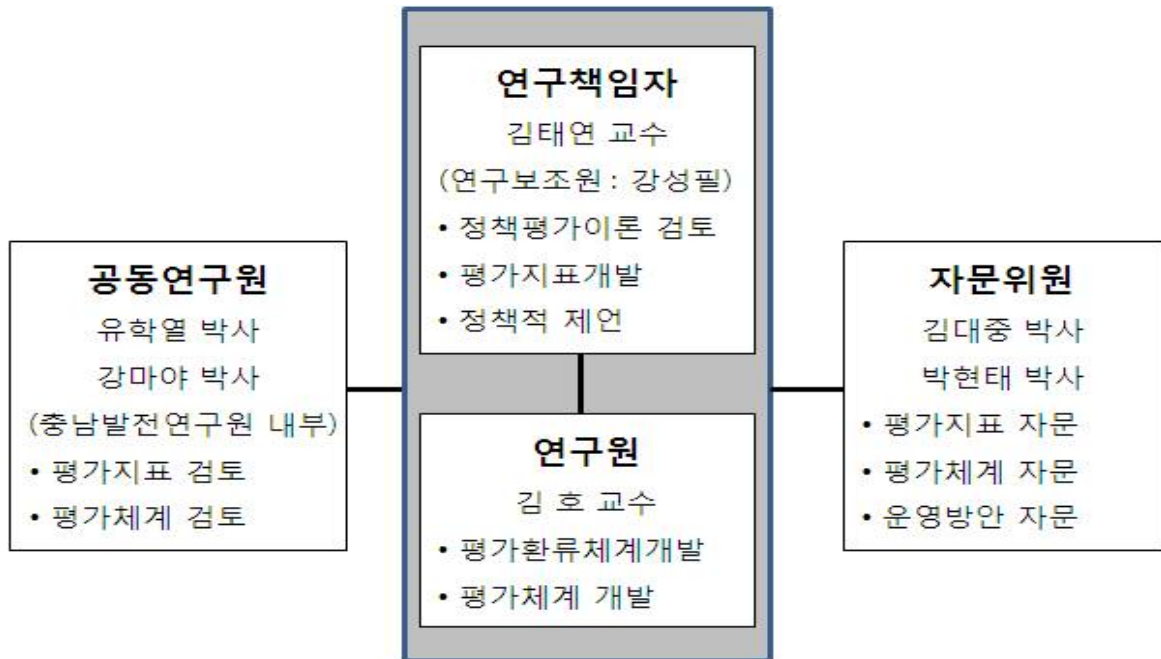 연구책임자
김태연 교수
(연구보조원 : 강성필)
• 정책평가이론 검토
• 평가지표개발
• 정책적 제언
공동연구원
유학열 박사
강마야 박사
(충남발전연구원 내부)
• 평가지표 검토
• 평가체계 검토
연구원
김 호 교수
• 평가환류체계개발
• 평가체계 개발
자문위원
김대중 박사
박현태 박사
• 평가지표 자문
• 평가체계 자문
• 운영방안 자문